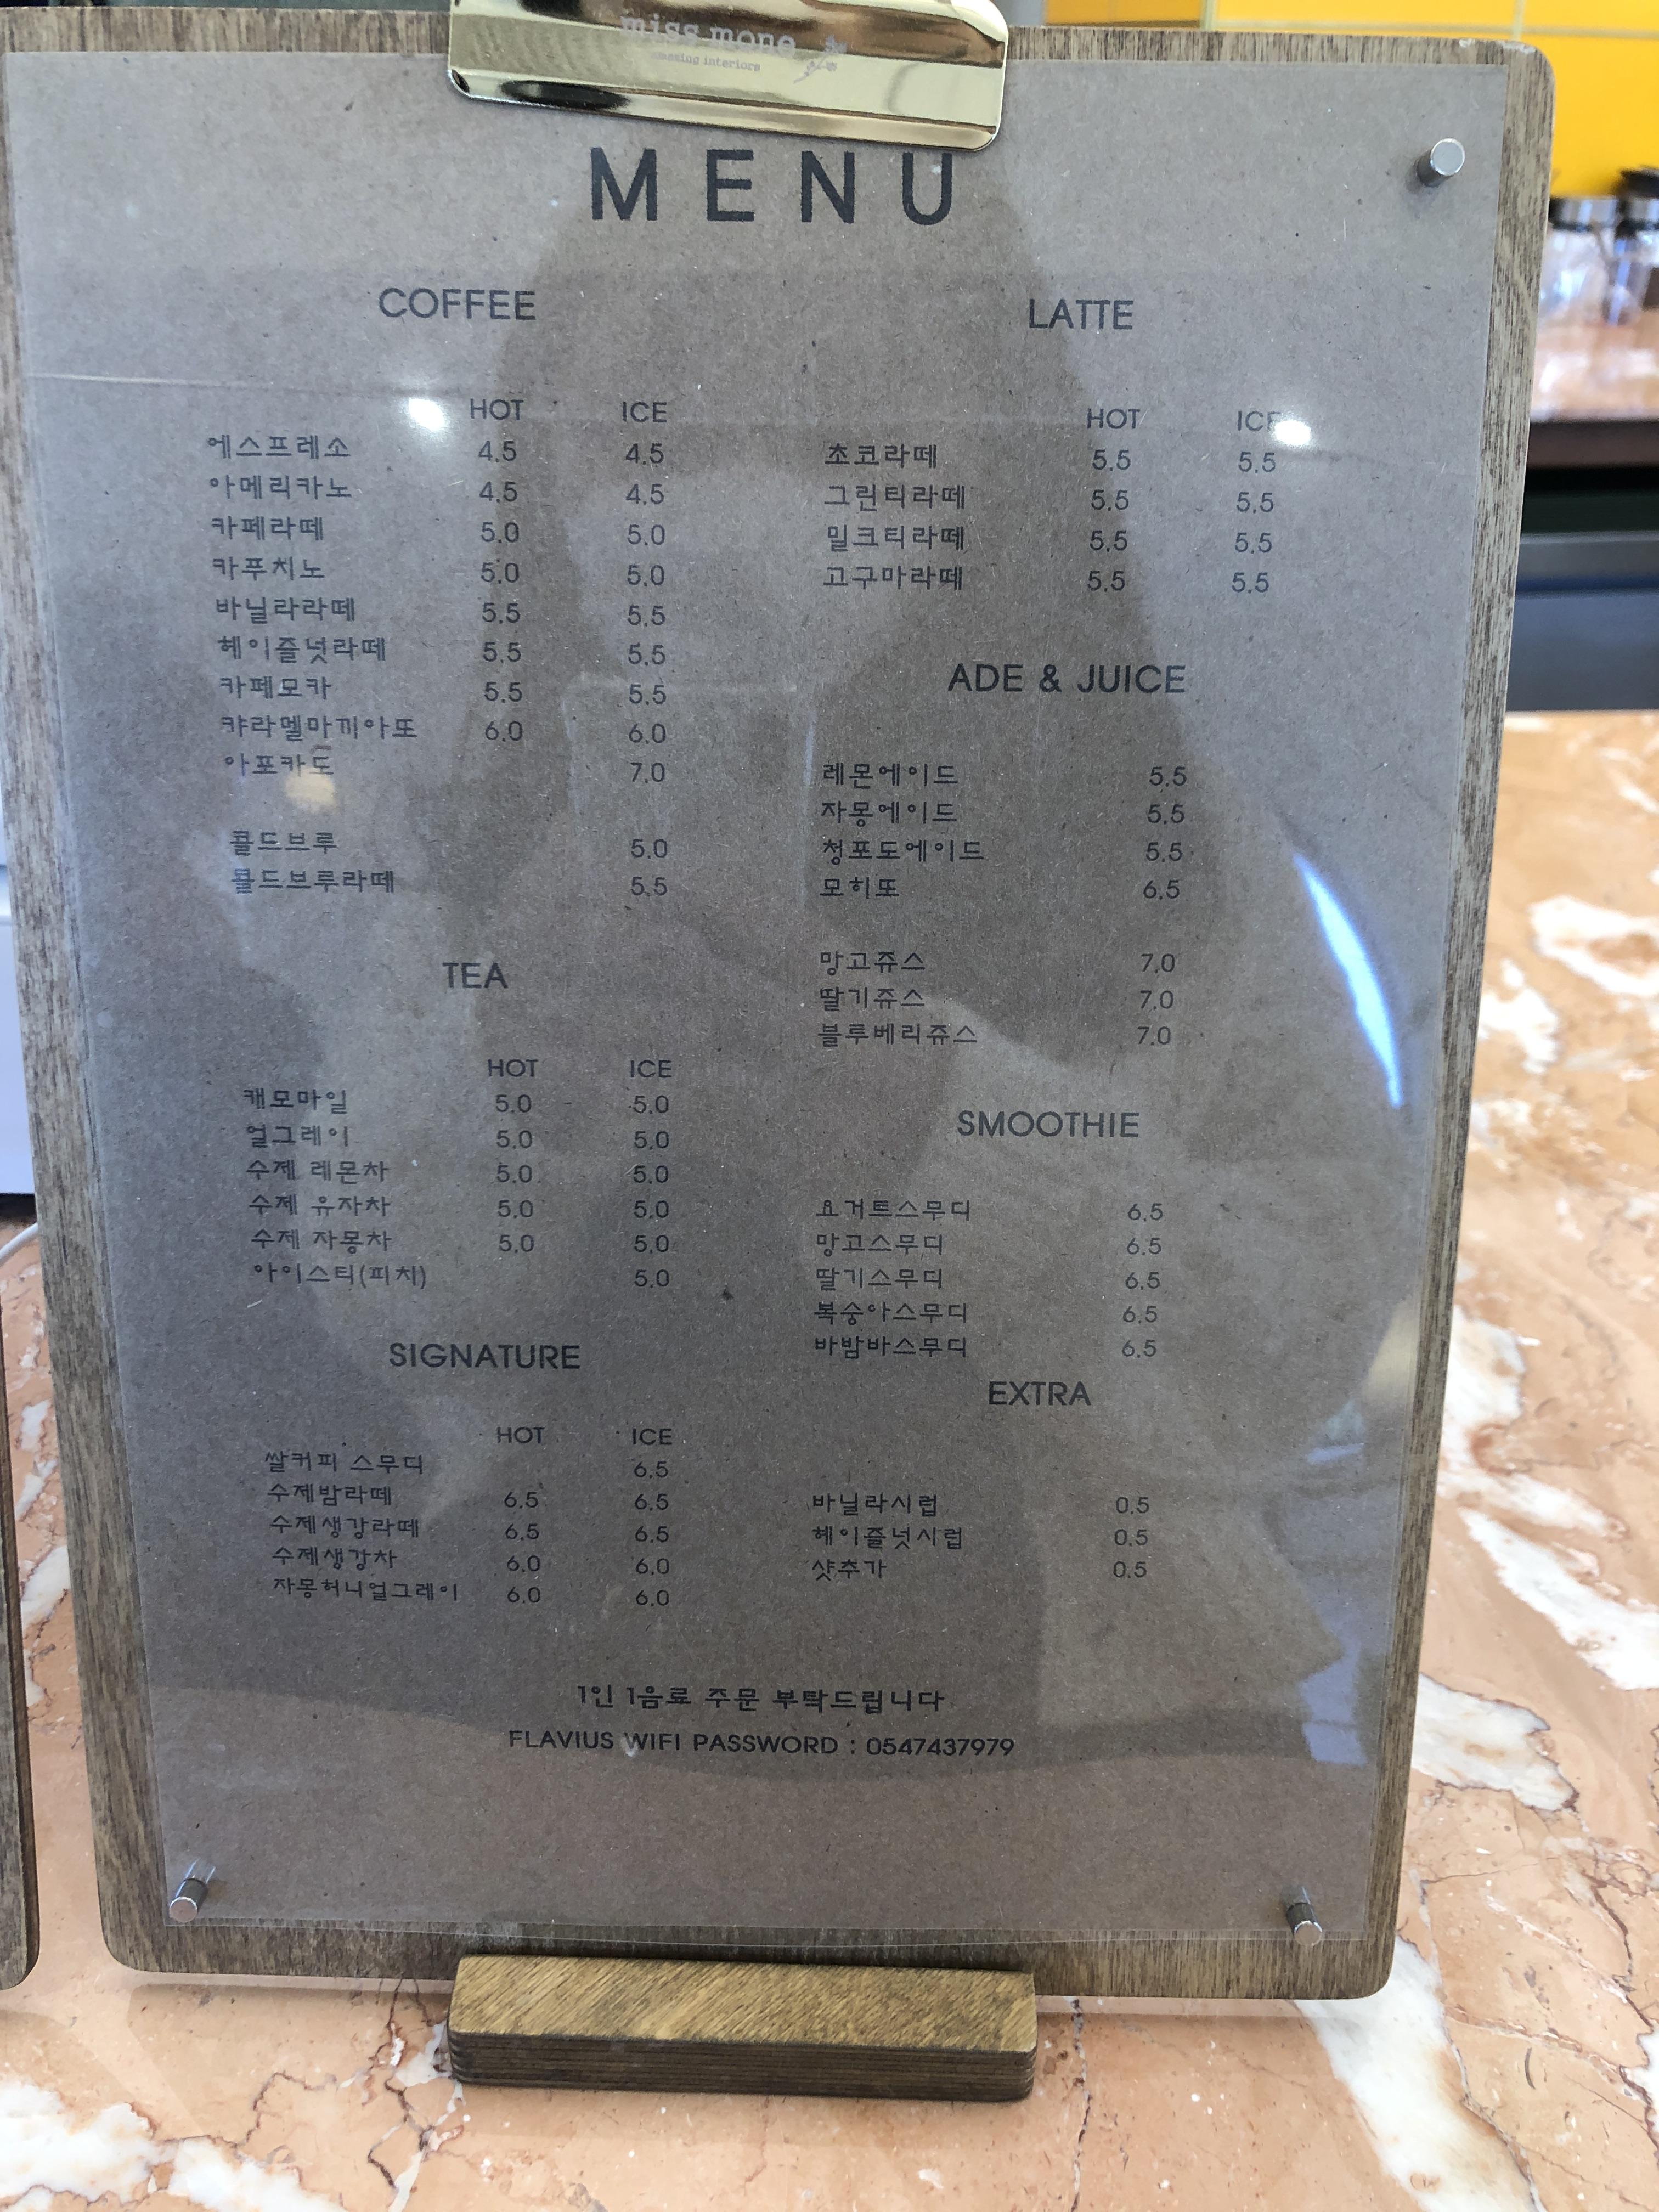 miss mone
amazing interiors
MENU
COFFEE
HOT ICE
에스프레소 4.5 4.5
아메리카노 4.5 4.5
카페라떼 5.0 5.0
카푸치노 5.0 5.0
바닐라라떼 5.5 5.5
헤이즐넛라떼 5.5 5.5
카페모카 5.5 5.5
캬라멜마끼아또 6.0 6.0
아포카도 7.0
콜드브루 5.0
콜드브루라떼 5.5
TEA
HOT ICE
캐모마일 5.0 5.0
얼그레이 5.0 5.0
수제 레몬차 5.0 5.0
수제 유자차 5.0 5.0
수제 자몽차 5.0 5.0
아이스티(피치) 5.0
SIGNATURE
HOT ICE
쌀커피 스무디 6.5
수제밤라떼 6.5 6.5
수제생강라떼 6.5 6.5
수제생강차 6.0 6.0
자몽허니얼그레이 6.0 6.0
LATTE
HOT ICE
초코라떼 5.5 5.5
그린티라떼 5.5 5.5
밀크티라떼 5.5 5.5
고구마라떼 5.5 5.5
ADE & JUICE
레몬에이드 5.5
자몽에이드 5.5
청포도에이드 5.5
모히또 6.5
망고쥬스 7.0
딸기쥬스 7.0
블루베리쥬스 7.0
SMOOTHIE
요거트스무디 6.5
망고스무디 6.5
딸기스무디 6.5
복숭아스무디 6.5
바밤바스무디 6.5
EXTRA
바닐라시럽 0.5
헤이즐넛시럽 0.5
샷추가 0.5
1인 1음료 주문 부탁드립니다
FLAVIUS WIFI PASSWORD : 0547437979